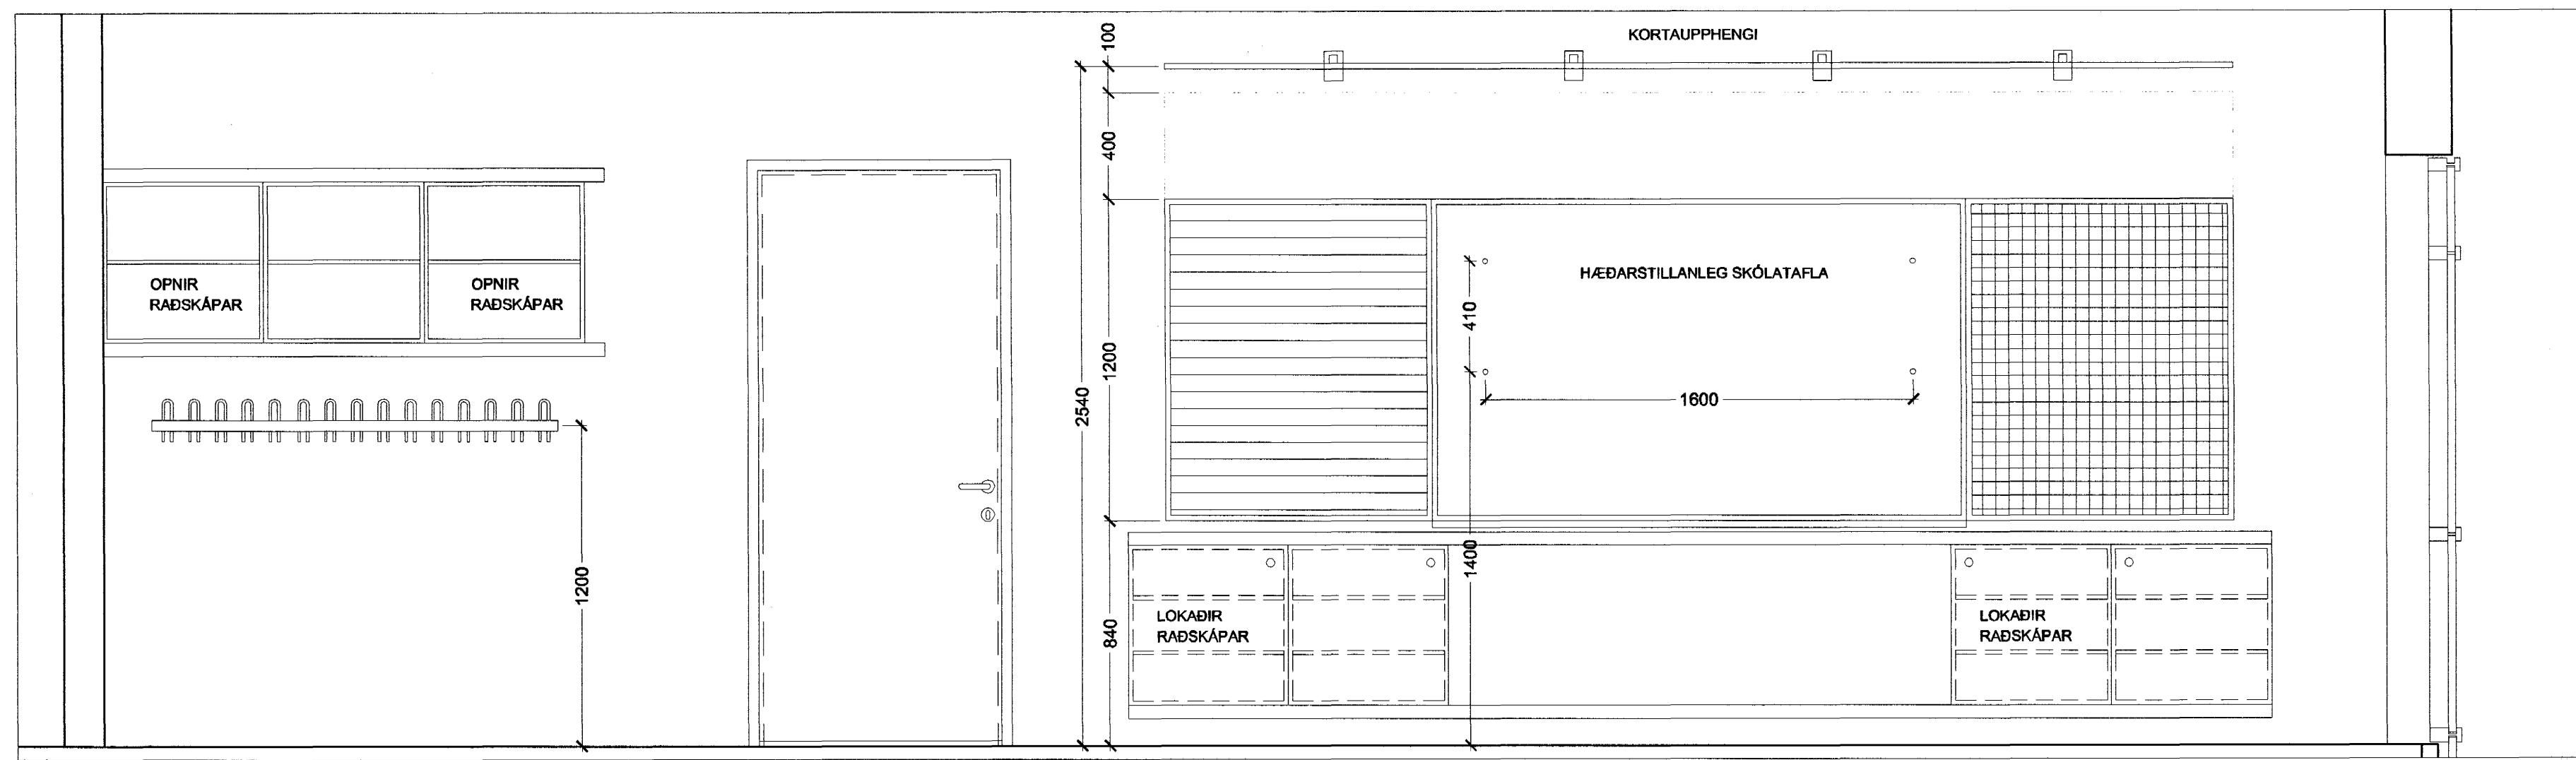 KORTAUPPHENGI
100
400
1200
2540
840
OPNIR
RAÐSKÁPAR
OPNIR
RAÐSKÁPAR
1200
HÆÐARSTILLANLEG SKÓLATAFLA
410
1600
1400
LOKAÐIR
RAÐSKÁPAR
LOKAÐIR
RAÐSKÁPAR